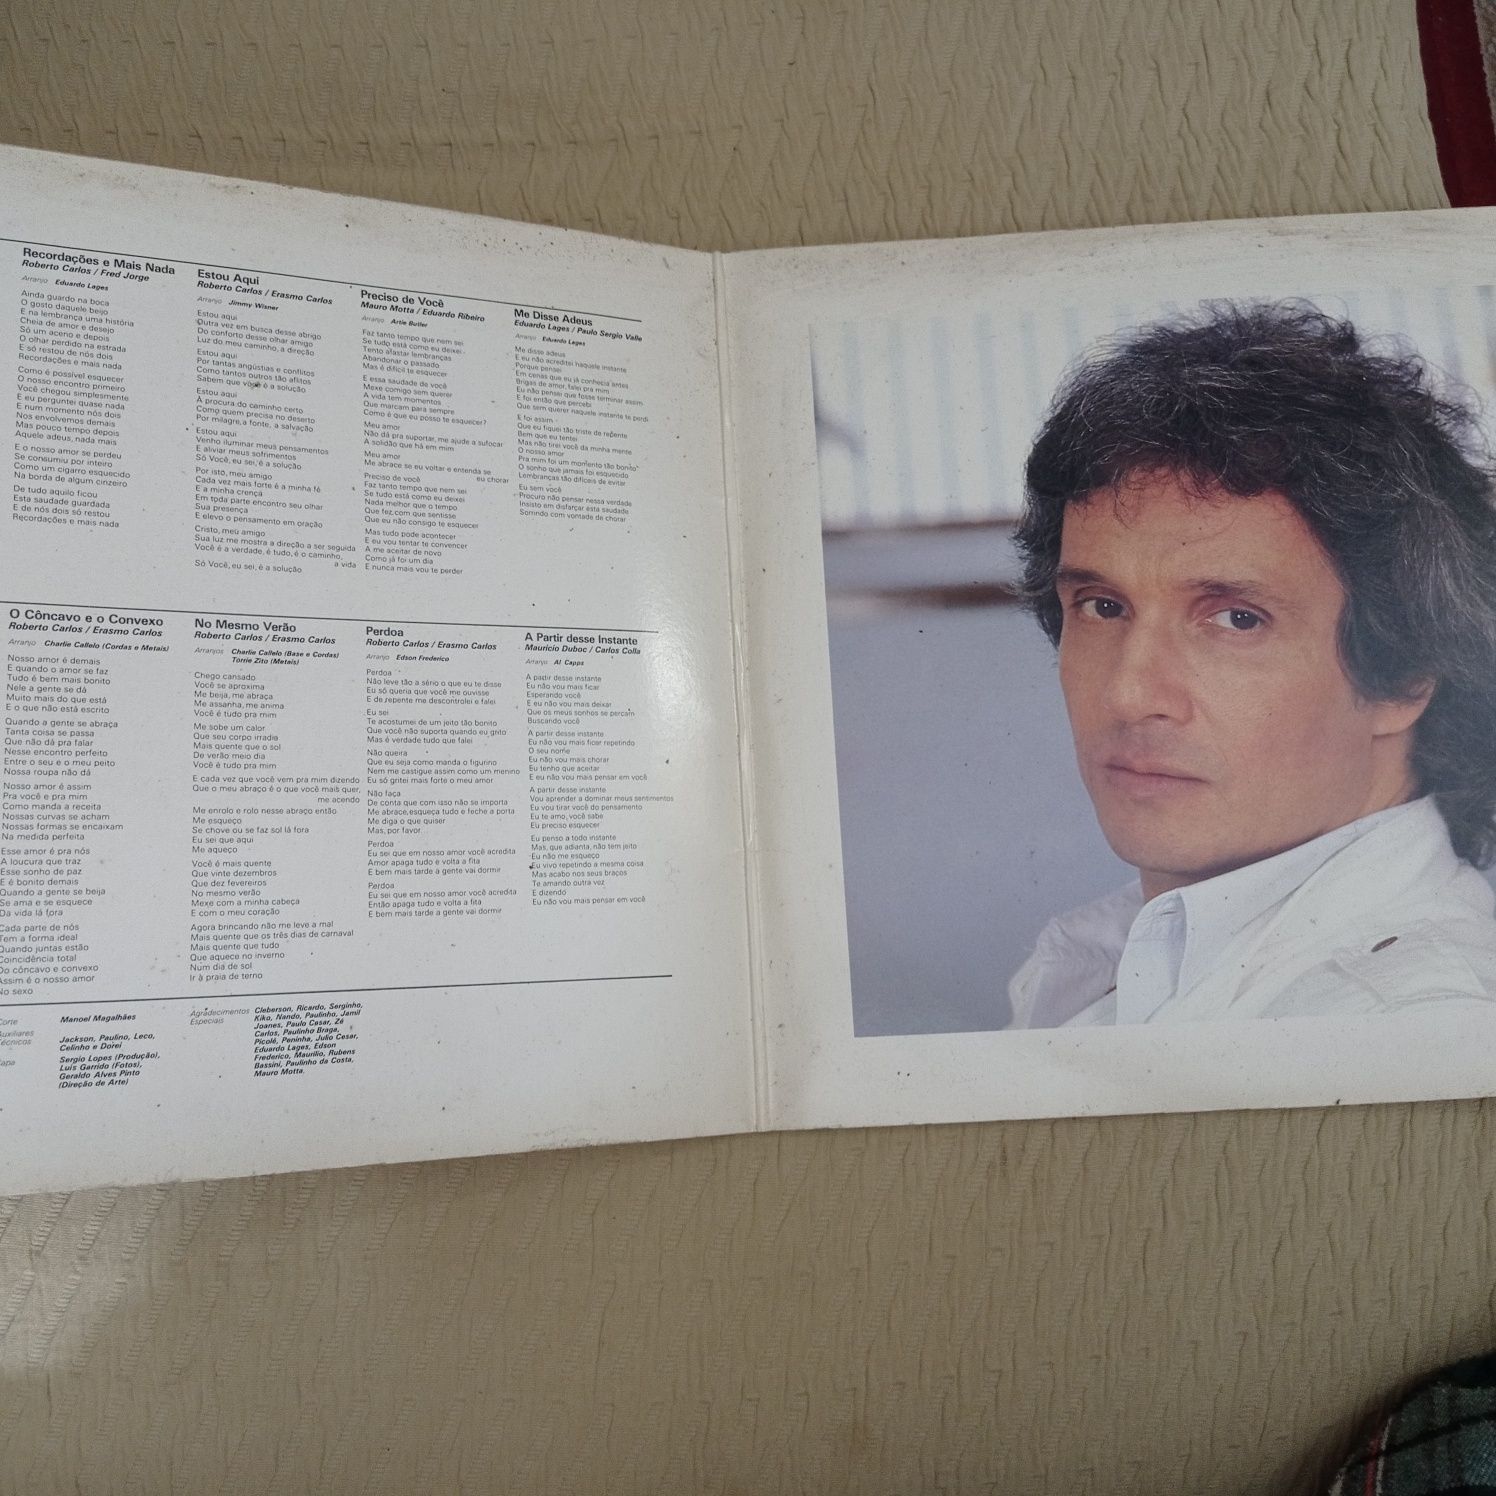 Recordações e Mais Nada
Roberto Carlos / Fred Jorge
Arranjo Eduardo Lages
Ainda guardo na boca
O gosto daquele beijo
E na lembrança uma história
Cheia de amor e desejo
Só um aceno e depois
O olhar perdido na estrada
E só restou de nós dois
Recordações e mais nada
Como é possível esquecer
O nosso encontro primeiro
Você chegou simplesmente
E eu perguntei quase nada
E num momento nós dois
Nos envolvemos demais
Mas pouco tempo depois
Aquele adeus, nada mais
E o nosso amor se perdeu
Se consumiu por inteiro
Como um cigarro esquecido
Na borda de algum cinzeiro
De tudo aquilo ficou
Esta saudade guardada
E de nós dois só restou
Recordações e mais nada
Estou Aqui
Roberto Carlos / Erasmo Carlos
Arranjo Jimmy Wisner
Estou aqui
Outra vez em busca desse abrigo
Do conforto desse olhar amigo
Luz do meu caminho, a direção
Estou aqui
Por tantas angústias e conflitos
Como tantos outros tão aflitos
Sabem que você é a solução
Estou aqui
À procura do caminho certo
Como quem precisa no deserto
Por milagre, a fonte, a salvação
Estou aqui
Venho iluminar meus pensamentos
E aliviar meus sofrimentos
Só Você, eu sei, é a solução
Por isto, meu amigo
Cada vez mais forte é a minha fé
E a minha crença
Em toda parte encontro seu olhar
Sua presença
E elevo o pensamento em oração
Cristo, meu amigo
Sua luz me mostra a direção a ser seguida
Você é a verdade, é tudo, é o caminho,
a vida
Só Você, eu sei, é a solução
Preciso de Você
Mauro Motta / Eduardo Ribeiro
Arranjo Artie Butler
Faz tanto tempo que nem sei
Se tudo está como eu deixei
Tento afastar lembranças
Abandonar o passado
Mas é difícil te esquecer
E essa saudade de você
Mexe comigo sem querer
A vida tem momentos
Que marcam para sempre
Como é que eu posso te esquecer?
Meu amor
Não dá pra suportar, me ajude a sufocar
A solidão que há em mim
Meu amor
Me abrace se eu voltar e entenda se
eu chorar
Preciso de você
Faz tanto tempo que nem sei
Se tudo está como eu deixei
Nada melhor que o tempo
Que fez com que sentisse
Que eu não consigo te esquecer
Mas tudo pode acontecer
E eu vou tentar te convencer
A me aceitar de novo
Como já foi um dia
E nunca mais vou te perder
Me Disse Adeus
Eduardo Lages / Paulo Sergio Valle
Arranjo Eduardo Lages
Me disse adeus
E eu não acreditei naquele instante
Porque pensei
Em cenas que eu já conhecia antes
Brigas de amor, falei pra mim
Eu não pensei que fosse terminar assim
E foi então que percebi
Que sem querer naquele instante te perdi
E foi assim
Que eu fiquei tão triste de repente
Bem que eu tentei
Mas não tirei você da minha mente
O nosso amor
Pra mim foi um momento tão bonito
O sonho que jamais foi esquecido
Lembranças tão difíceis de evitar
Eu sem você
Procuro não pensar nessa verdade
Insisto em disfarçar esta saudade
Sorrindo com vontade de chorar
O Côncavo e o Convexo
Roberto Carlos / Erasmo Carlos
Arranjo Charlie Callelo (Cordas e Metais)
Nosso amor é demais
E quando o amor se faz
Tudo é bem mais bonito
Nele a gente se dá
Muito mais do que está
E o que não está escrito
Quando a gente se abraça
Tanta coisa se passa
Que não dá pra falar
Nesse encontro perfeito
Entre o seu e o meu peito
Nossa roupa não dá
Nosso amor é assim
Pra você e pra mim
Como manda a receita
Nossas curvas se acham
Nossas formas se encaixam
Na medida perfeita
Esse amor é pra nós
A loucura que traz
Esse sonho de paz
E é bonito demais
Quando a gente se beija
Se ama e se esquece
Da vida lá fora
Cada parte de nós
Tem a forma ideal
Quando juntas estão
Coincidência total
Do côncavo e convexo
Assim é o nosso amor
No sexo
No Mesmo Verão
Roberto Carlos / Erasmo Carlos
Arranjos Charlie Callelo (Base e Cordas)
Torrie Zito (Metais)
Chego cansado
Você se aproxima
Me beija, me abraça
Me assanha, me anima
Você é tudo pra mim
Me sobe um calor
Que seu corpo irradia
Mais quente que o sol
De verão meio dia
Você é tudo pra mim
E cada vez que você vem pra mim dizendo
Que o meu abraço é o que você mais quer,
me acendo
Me enrolo e rolo nesse abraço então
Me esqueço
Se chove ou se faz sol lá fora
Eu sei que aqui
Me aqueço
Você é mais quente
Que vinte dezembros
Que dez fevereiros
No mesmo verão
Mexe com a minha cabeça
E com o meu coração
Agora brincando não me leve a mal
Mais quente que os três dias de carnaval
Mais quente que tudo
Que aquece no inverno
Num dia de sol
Ir à praia de terno
Perdoa
Roberto Carlos / Erasmo Carlos
Arranjo Edson Frederico
Perdoa
Não leve tão a sério o que eu te disse
Eu só queria que você me ouvisse
E de repente me descontrolei e falei
Eu sei
Te acostumei de um jeito tão bonito
Que você não suporta quando eu grito
Mas é verdade tudo que falei
Não queira
Que eu seja como manda o figurino
Nem me castigue assim como um menino
Eu só gritei mais forte o meu amor
Não faça
De conta que com isso não se importa
Me abrace, esqueça tudo e feche a porta
Me diga o que quiser
Mas, por favor
Perdoa
Eu sei que em nosso amor você acredita
Amor apaga tudo e volta a fita
E bem mais tarde a gente vai dormir
Perdoa
Eu sei que em nosso amor você acredita
Então apaga tudo e volta a fita
E bem mais tarde a gente vai dormir
A Partir desse Instante
Mauricio Duboc / Carlos Colla
Arranjo Al Capps
A partir desse instante
Eu não vou mais ficar
Esperando você
E eu não vou mais deixar
Que os meus sonhos se percam
Buscando você
A partir desse instante
Eu não vou mais ficar repetindo
O seu nome
Eu não vou mais chorar
Eu tenho que aceitar
E eu não vou mais pensar em você
A partir desse instante
Vou aprender a dominar meus sentimentos
Eu vou tirar você do pensamento
Eu te amo, você sabe
Eu preciso esquecer
Eu penso a todo instante
Mas, que adianta, não tem jeito
Eu não me esqueço
Eu vivo repetindo a mesma coisa
Mas acabo nos seus braços
Te amando outra vez
E dizendo
Eu não vou mais pensar em você
Corte Manoel Magalhães
Auxiliares Técnicos Jackson, Paulino, Leco,
Celinho e Dorei
Capa Sergio Lopes (Produção),
Luis Garrido (Fotos),
Geraldo Alves Pinto
(Direção de Arte)
Agradecimentos Especiais Cleberson, Ricardo, Serginho,
Kiko, Nando, Paulinho, Jamil
Joanes, Paulo Cesar, Zé
Carlos, Paulinho Braga,
Picolé, Peninha, Julio Cesar,
Eduardo Lages, Edson
Frederico, Maurilio, Rubens
Bassini, Paulinho da Costa,
Mauro Motta.